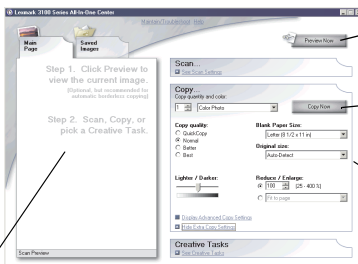 Lexmark 3100 Series All-In-One Center
Maintain/Troubleshoot Help
Main
Page
Saved
Images
Preview Now
Step 1. Click Preview to
view the current image.
(Optional, but recommended for
automatic borderless copying)
Step 2. Scan, Copy, or
pick a Creative Task.
Scan Preview
Scan...
See Scan Settings
Copy...
Copy quantity and color:
1
Color Photo
Copy Now
Copy quality:
QuickCopy
Normal
Better
Best
Blank Paper Size:
Letter (8 1/2 x 11 in)
Original size:
Auto-Detect
Lighter / Darker:
Reduce / Enlarge:
100
(25 - 400 %)
Fit to page
Display Advanced Copy Settings
Hide Extra Copy Settings
Creative Tasks
See Creative Tasks